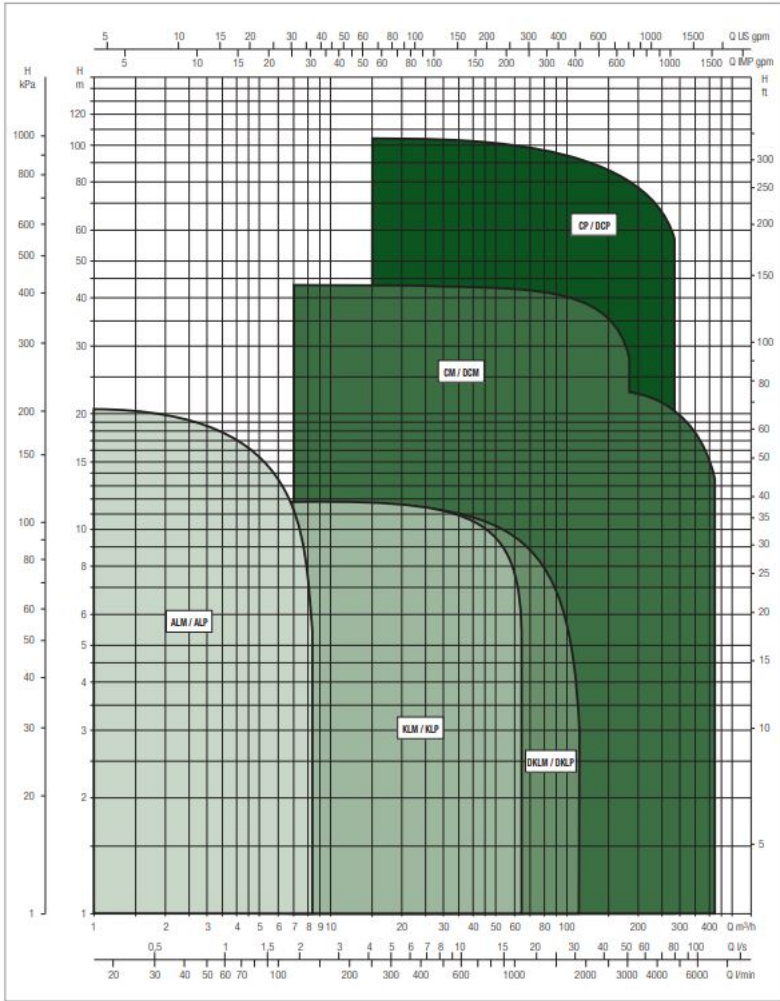 5 10 15 20 30 40 50 60 80 100 150 200 300 400 500 1000 1500 Q US gpm
5 10 15 20 30 40 50 60 80 100 150 200 300 400 600 800 1000 1500 Q IMP gpm
H kPa
H m
H ft
120
1000 100 300
800 80 250
CP / DCP
600 60 200
500 50 150
400 40
300 30 100
CM / DCM
80
200 20 60
150 15 50
40
100 10 35
30
80 8 25
ALM / ALP
60 6 20
50 5 15
40 4
30 3 10
KLM / KLP
DKLM / DKLP
20 2
5
1 1
1 2 3 4 5 6 7 8 9 10 20 30 40 50 60 80 100 200 300 400 Q m³/h
0,5 1 1,5 2 3 4 5 6 7 8 10 15 20 30 40 50 60 80 100 Q l/s
20 30 40 50 60 70 100 200 300 400 600 1000 2000 3000 4000 6000 Q l/min